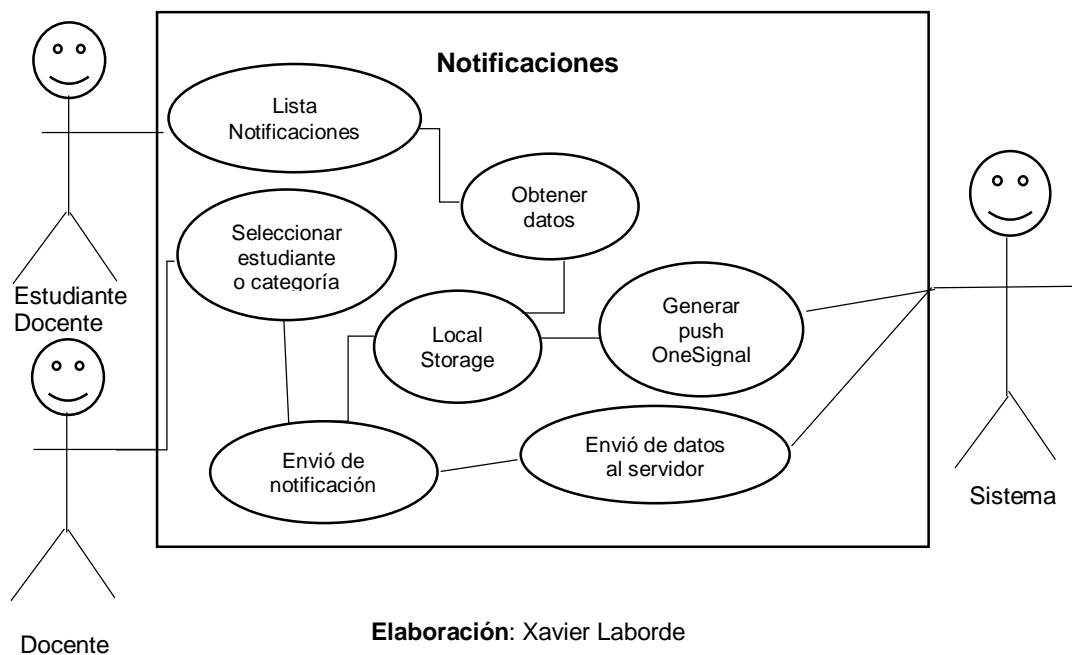 Notificaciones
Lista
Notificaciones
Obtener
datos
Seleccionar
estudiante
o categoría
Estudiante
Docente
Local
Storage
Generar
push
OneSignal
Envió de
notificación
Envió de datos
al servidor
Sistema
Docente
Elaboración: Xavier Laborde